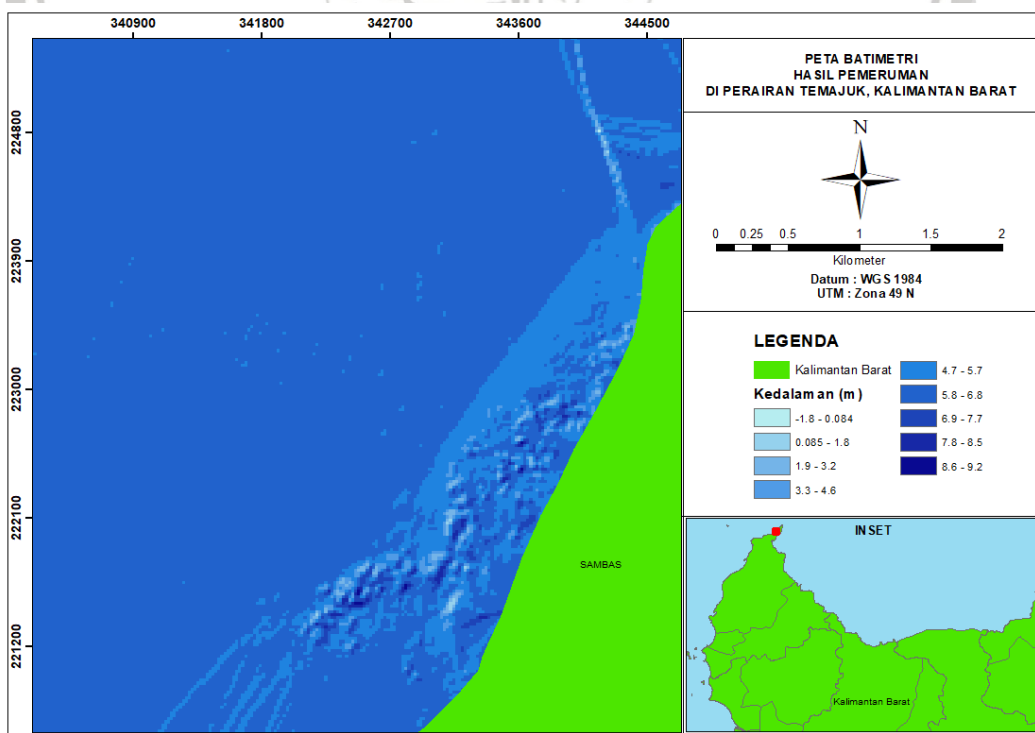 340900 341800 342700 343600 344500
224800
223900
223000
222100
221200
SAMBAS
PETA BATIMETRI
HASIL PEMERUMAN
DI PERAIRAN TEMAJUK, KALIMANTAN BARAT
N
0 0.25 0.5 1 1.5 2
Kilometer
Datum : WGS 1984
UTM : Zona 49 N
LEGENDA
Kalimantan Barat
Kedalaman (m)
-1.8 - 0.084
0.085 - 1.8
1.9 - 3.2
3.3 - 4.6
4.7 - 5.7
5.8 - 6.8
6.9 - 7.7
7.8 - 8.5
8.6 - 9.2
INSET
Kalimantan Barat